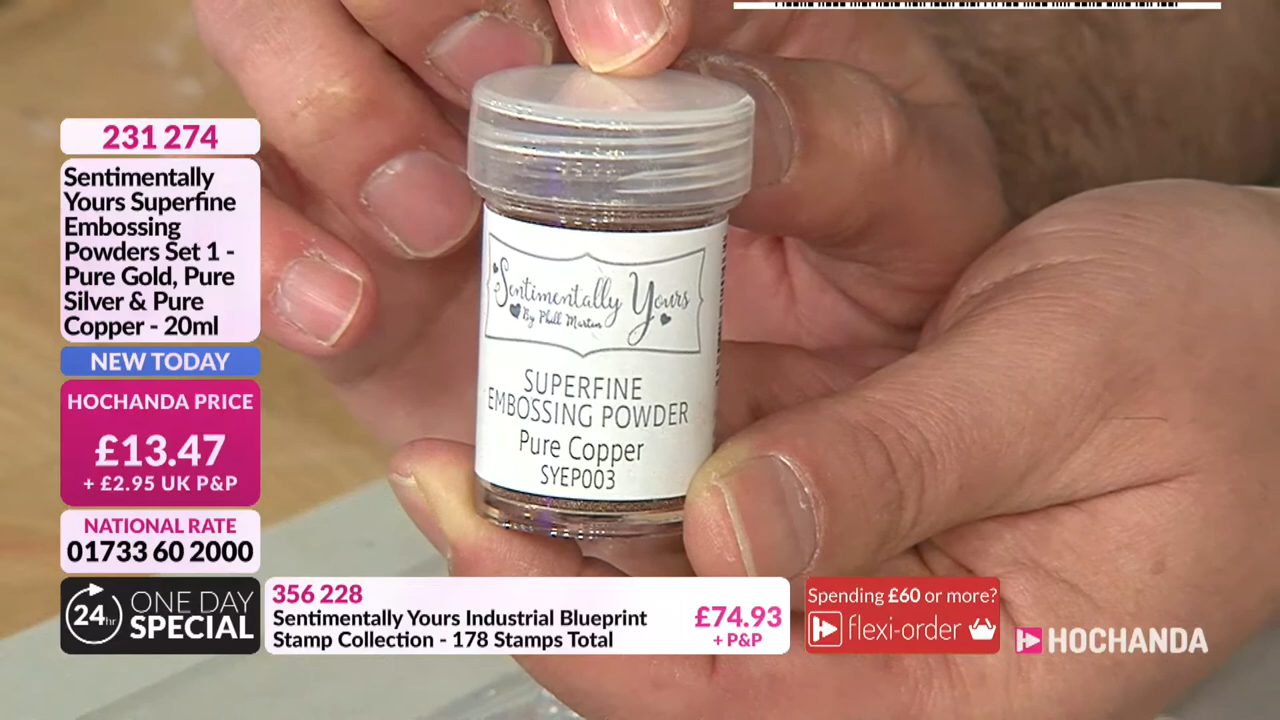 231 274
Sentimentally
Yours Superfine
Embossing
Powders Set 1 -
Pure Gold, Pure
Silver & Pure
Copper - 20ml
NEW TODAY
HOCHANDA PRICE
£13.47
+ £2.95 UK P&P
NATIONAL RATE
01733 60 2000
Sentimentally Yours
By Phill Martin
SUPERFINE
EMBOSSING POWDER
Pure Copper
SYEP003
24hr
ONE DAY
SPECIAL
356 228
Sentimentally Yours Industrial Blueprint
Stamp Collection - 178 Stamps Total
£74.93
+ P&P
Spending £60 or more?
flexi-order
HOCHANDA